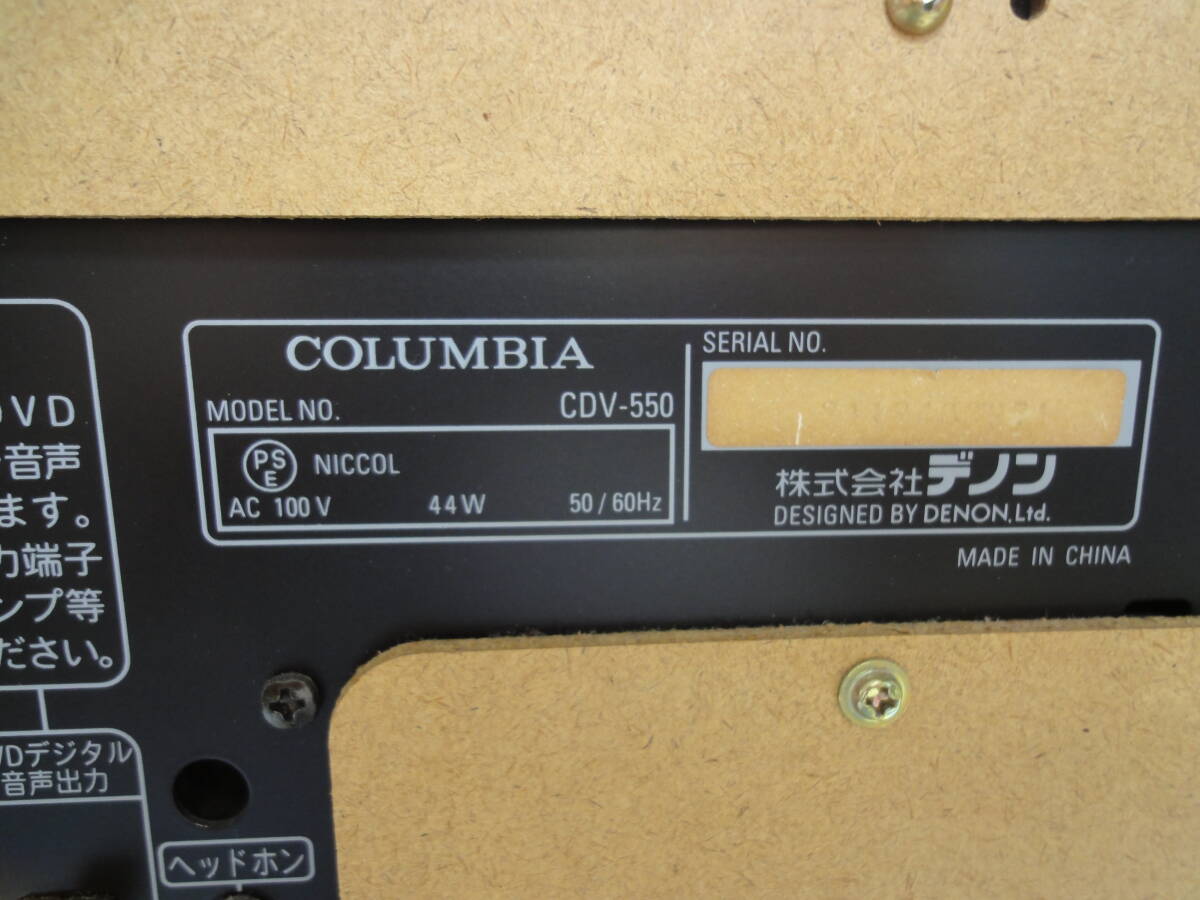 COLUMBIA
MODEL NO. CDV-550
PS
E
NICCOL
AC 100 V 44W 50 / 60Hz
SERIAL NO.
株式会社デノン
DESIGNED BY DENON, Ltd.
MADE IN CHINA
DVD
音声
ます。
力端子
ンプ等
ださい。
VDデジタル
音声出力
ヘッドホン